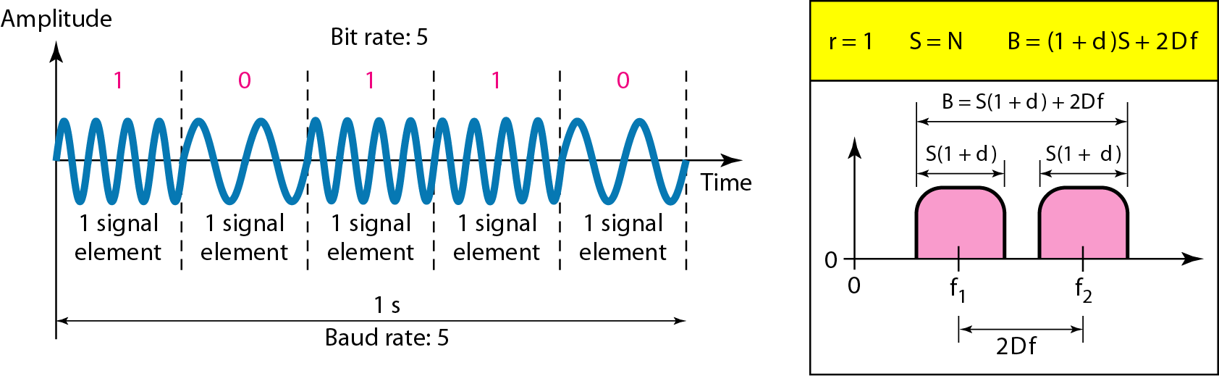 Amplitude
Bit rate: 5
1 0 1 1 0
Time
1 signal element
1 signal element
1 signal element
1 signal element
1 signal element
1 s
Baud rate: 5
r = 1 S = N B = (1 + d)S + 2Df
B = S(1 + d) + 2Df
S(1 + d) S(1 + d)
0
0 f₁ f₂
2Df